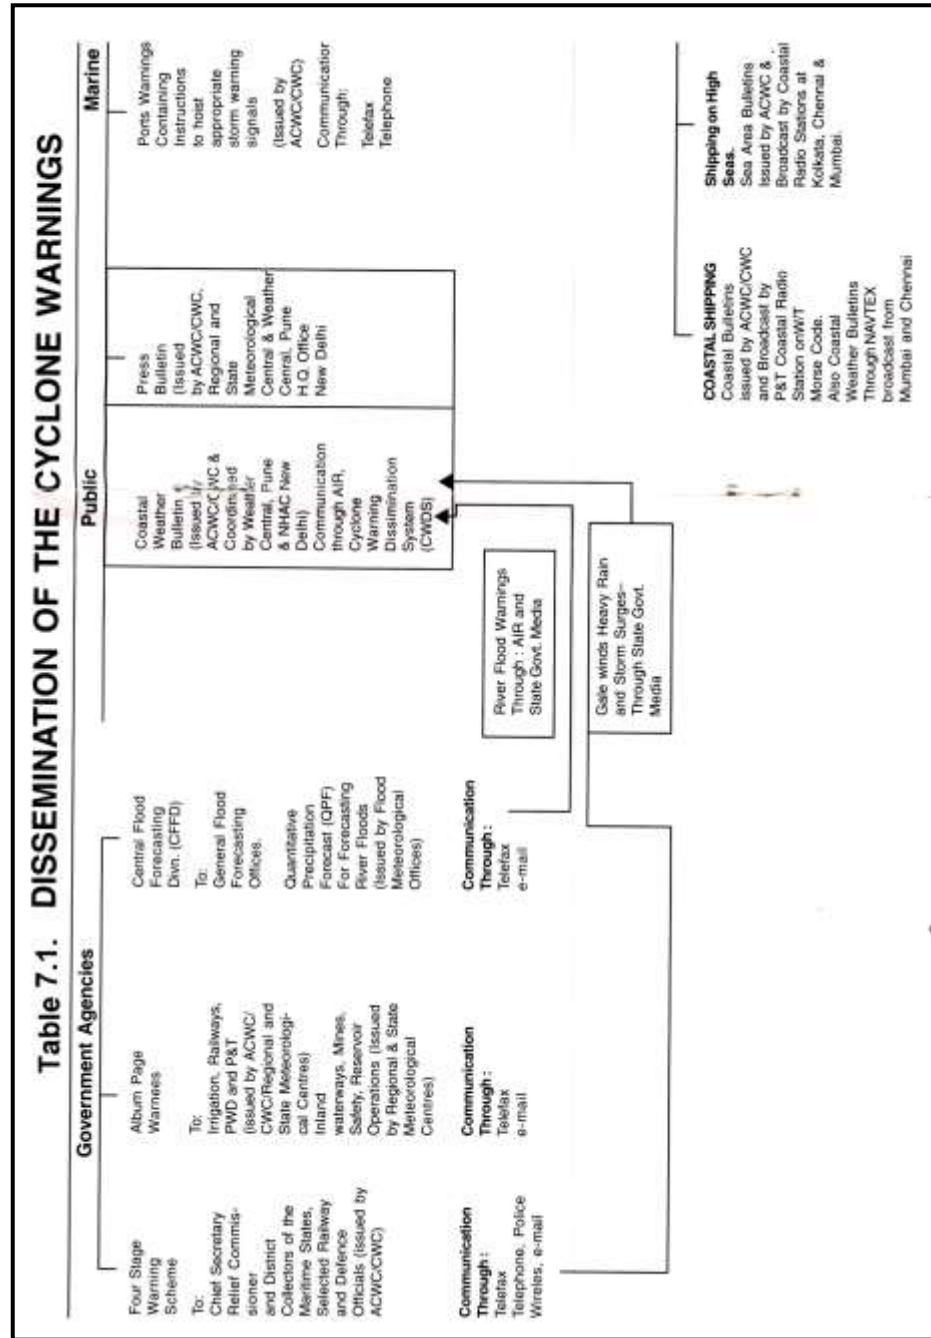 Table 7.1. DISSEMINATION OF THE CYCLONE WARNINGS
Government Agencies
Public
Marine
Four Stage
Warning
Scheme
To:
Chief Secretary
Relief Commis-
sioner
and District
Collectors of the
Maritime States,
Selected Railway
and Defence
Officials (issued by
ACWC/CWC)
Communication
Through :
Telefax
Telephone, Police
Wireles, e-mail
Album Page
Warnees
To:
Irrigation, Railways,
PWD and P&T
(issued by ACWC/
CWC/Regional and
State Meteorologi-
cal Centres)
Inland
waterways, Mines,
Safety, Reservoir
Operations (Issued
by Regional & State
Meteorological
Centres)
Communication
Through :
Telefax
e-mail
Central Flood
Forecasting
Divn. (CFFD)
To:
General Flood
Forecasting
Offices.
Quantitative
Precipitation
Forecast (QPF)
For Forecasting
River Floods
(issued by Flood
Meteorological
Offices)
Communication
Through :
Telefax
e-mail
Coastal
Weather
Bulletin
(Issued by
ACWC/CWC &
Coordinated
by Weather
Central, Pune
& NHAC New
Delhi)
Communication
through AIR,
Cyclone
Warning
Dissimination
System
(CWDS)
Press
Bulletin
(Issued
by ACWC/CWC,
Regional and
State
Meteorological
Central & Weather
Central, Pune
H.Q. Office
New Delhi
Ports Warnings
Containing
Instructions
to hoist
appropriate
storm warning
signals
(Issued by
ACWC/CWC)
Communication
Through:
Telefax
Telephone
River Flood Warnings
Through : AIR and
State Govt. Media
Gale winds Heavy Rain
and Storm Surges–
Through State Govt.
Media
COASTAL SHIPPING
Coastal Bulletins
issued by ACWC/CWC
and Broadcast by
P&T Coastal Radio
Station onW/T
Morse Code.
Also Coastal
Weather Bulletins
Through NAVTEX
broadcast from
Mumbai and Chennai
Shipping on High
Seas.
Sea Area Bulletins
Issued by ACWC &
Broadcast by Coastal
Radio Stations at
Kolkata, Chennai &
Mumbai.